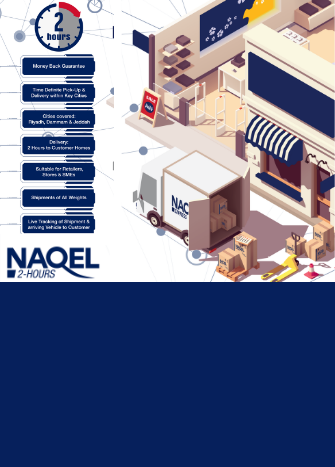 2
hours
Money Back Guarantee
Time Definite Pick-Up &
Delivery within Key Cities
Cities covered:
Riyadh, Dammam & Jeddah
Delivery:
2 Hours to Customer Homes
Suitable for Retailers,
Stores & SMEs
Shipments of All Weights
Live Tracking of Shipment &
arriving Vehicle to Customer
NAQEL
2-HOURS
NAQ